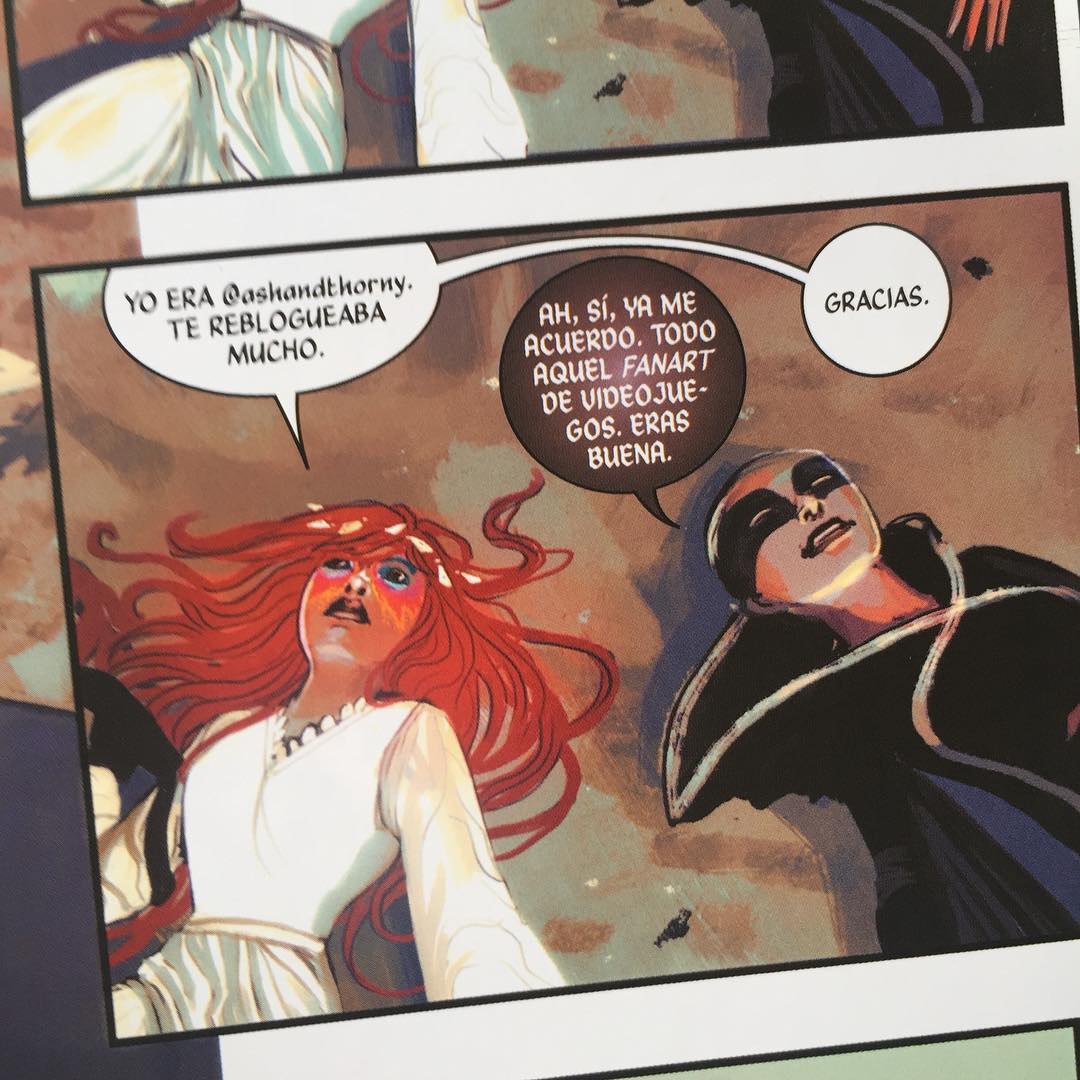 YO ERA @ashandthorny.
TE REBLOGUEABA
MUCHO.
AH, SÍ, YA ME
ACUERDO. TODO
AQUEL FANART
DE VIDEOJUE-
GOS. ERAS
BUENA.
GRACIAS.